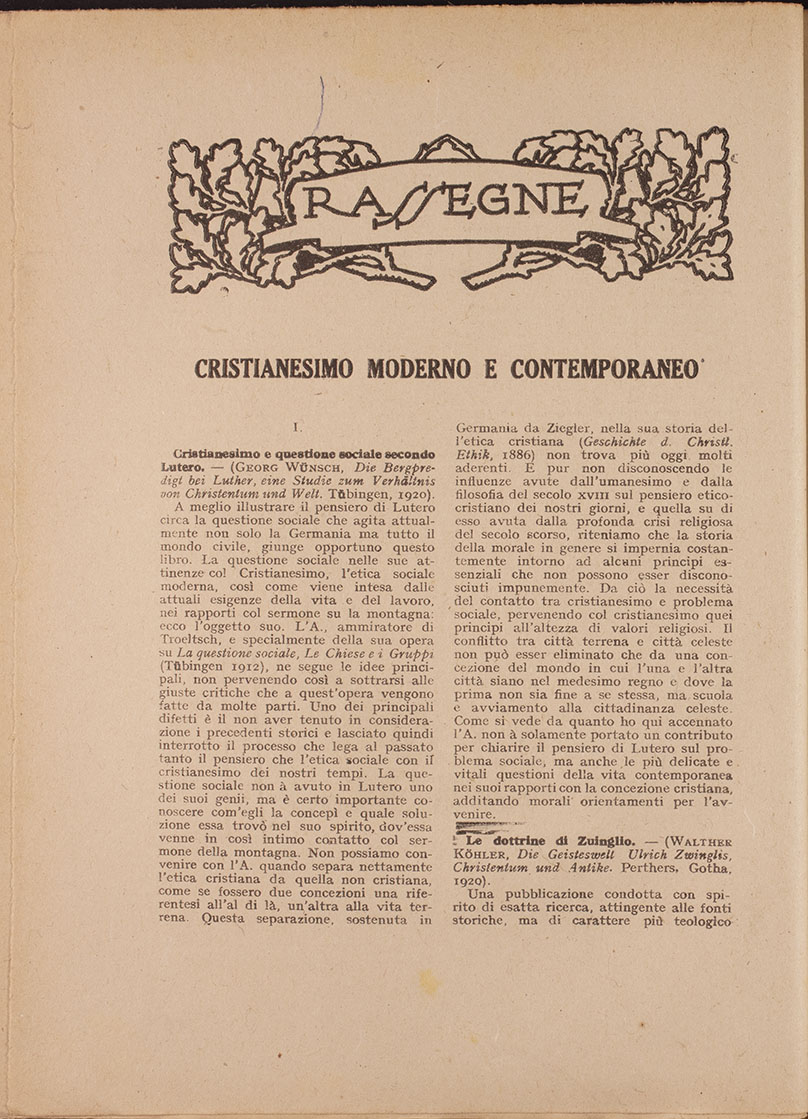 RASSEGNE
CRISTIANESIMO MODERNO E CONTEMPORANEO
I.
Cristianesimo e questione sociale secondo
Lutero. — (GEORG WÜNSCH, Die Bergpre-
digt bei Luther, eine Studie zum Verhältnis
von Christentum und Welt. Tübingen, 1920).
A meglio illustrare il pensiero di Lutero
circa la questione sociale che agita attual-
mente non solo la Germania ma tutto il
mondo civile, giunge opportuno questo
libro. La questione sociale nelle sue at-
tinenze col Cristianesimo, l'etica sociale
moderna, così come viene intesa dalle
attuali esigenze della vita e del lavoro,
nei rapporti col sermone su la montagna:
ecco l'oggetto suo. L'A., ammiratore di
Troeltsch, e specialmente della sua opera
su La questione sociale, Le Chiese e i Gruppi
(Tübingen 1912), ne segue le idee princi-
pali, non pervenendo così a sottrarsi alle
giuste critiche che a quest'opera vengono
fatte da molte parti. Uno dei principali
difetti è il non aver tenuto in considera-
zione i precedenti storici e lasciato quindi
interrotto il processo che lega al passato
tanto il pensiero che l'etica sociale con il
cristianesimo dei nostri tempi. La que-
stione sociale non à avuto in Lutero uno
dei suoi genii, ma è certo importante co-
noscere com'egli la concepì e quale solu-
zione essa trovò nel suo spirito, dov'essa
venne in così intimo contatto col ser-
mone della montagna. Non possiamo con-
venire con l'A. quando separa nettamente
l'etica cristiana da quella non cristiana,
come se fossero due concezioni una rife-
rentesi all'al di là, un'altra alla vita ter-
rena. Questa separazione, sostenuta in
Germania da Ziegler, nella sua storia del-
l'etica cristiana (Geschichte d. Christl.
Ethik, 1886) non trova più oggi molti
aderenti. E pur non disconoscendo le
influenze avute dall'umanesimo e dalla
filosofia del secolo XVIII sul pensiero etico-
cristiano dei nostri giorni, e quella su di
esso avuta dalla profonda crisi religiosa
del secolo scorso, riteniamo che la storia
della morale in genere si impernia costan-
temente intorno ad alcuni principi es-
senziali che non possono esser discono-
sciuti impunemente. Da ciò la necessità
del contatto tra cristianesimo e problema
sociale, pervenendo col cristianesimo quei
principi all'altezza di valori religiosi. Il
conflitto tra città terrena e città celeste
non può esser eliminato che da una con-
cezione del mondo in cui l'una e l'altra
città siano nel medesimo regno e dove la
prima non sia fine a se stessa, ma scuola
e avviamento alla cittadinanza celeste.
Come si vede da quanto ho qui accennato
l'A. non à solamente portato un contributo
per chiarire il pensiero di Lutero sul pro-
blema sociale, ma anche le più delicate e
vitali questioni della vita contemporanea
nei suoi rapporti con la concezione cristiana,
additando morali orientamenti per l'av-
venire.
Le dottrine di Zuinglio. — (WALTHER
KÖHLER, Die Geisteswelt Ulrich Zwinglis,
Christentum und Antike. Perthers, Gotha,
1920).
Una pubblicazione condotta con spi-
rito di esatta ricerca, attingente alle fonti
storiche, ma di carattere più teologico